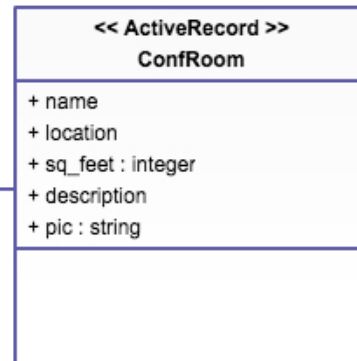 << ActiveRecord >>
ConfRoom
+ name
+ location
+ sq_feet : integer
+ description
+ pic : string